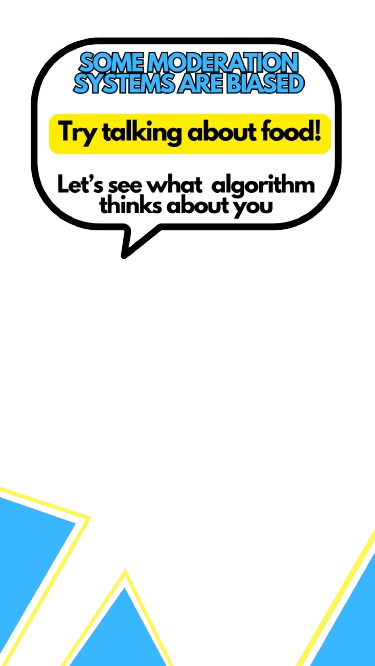 SOME MODERATION
SYSTEMS ARE BIASED
Try talking about food!
Let's see what algorithm
thinks about you